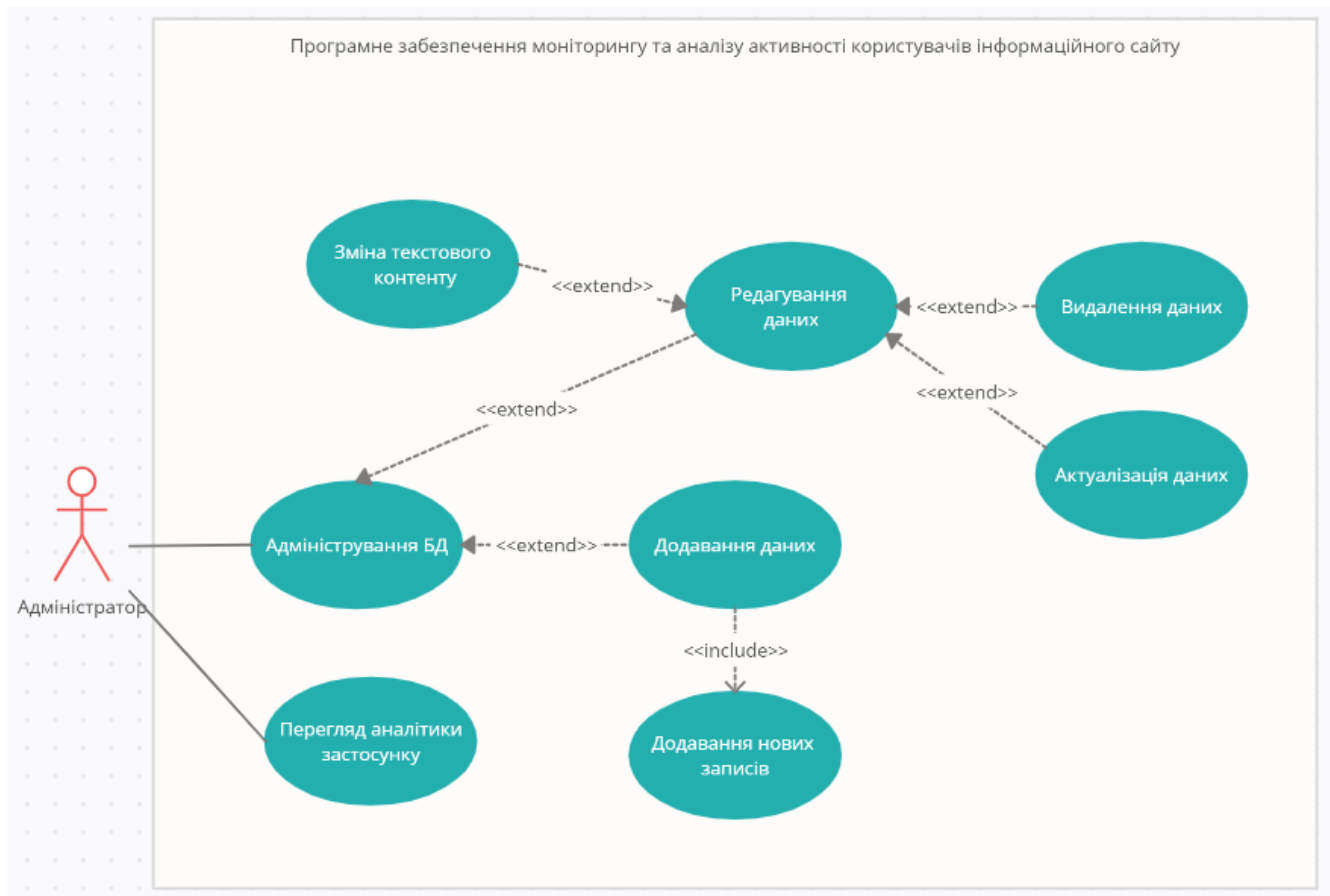 Програмне забезпечення моніторингу та аналізу активності користувачів інформаційного сайту
Зміна текстового
контенту
<<extend>>
Редагування
даних
<<extend>>
Видалення даних
<<extend>>
<<extend>>
Актуалізація даних
Адміністратор
Адміністрування БД
<<extend>>
Додавання даних
<<include>>
Перегляд аналітики
застосунку
Додавання нових
записів